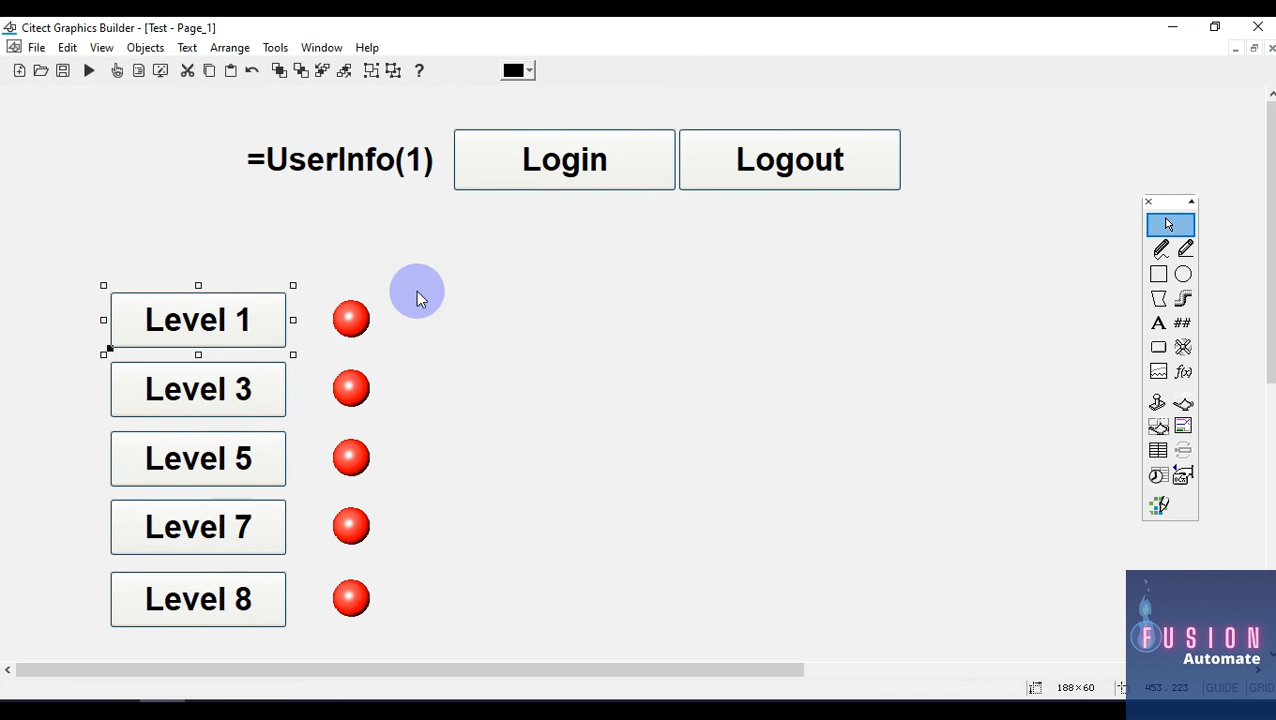 Citect Graphics Builder - [Test - Page_1]
File Edit View Objects Text Arrange Tools Window Help
=UserInfo(1) Login Logout
Level 1
Level 3
Level 5
Level 7
Level 8
A ##
f(x)
188×60 453, 223 GUIDE GRID
FUSION
Automate